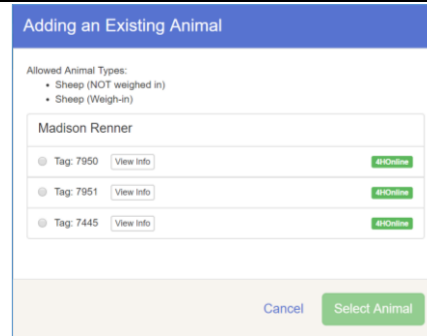 Adding an Existing Animal
Allowed Animal Types:
• Sheep (NOT weighed in)
• Sheep (Weigh-in)
Madison Renner
Tag: 7950 View Info 4HOnline
Tag: 7951 View Info 4HOnline
Tag: 7445 View Info 4HOnline
Cancel Select Animal